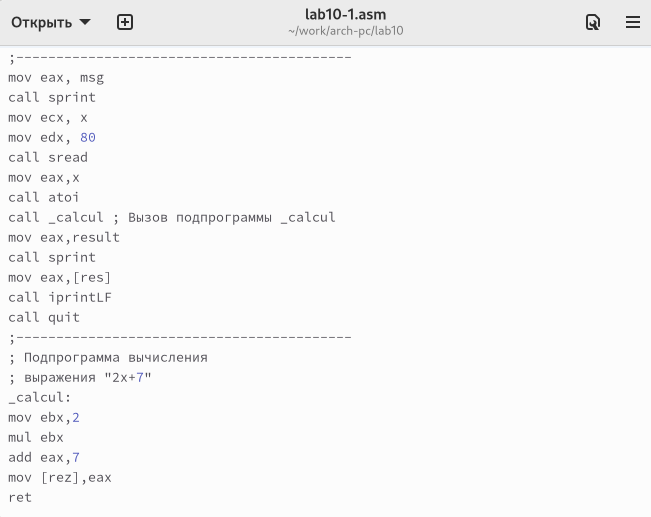 Открыть
lab10-1.asm
~/work/arch-pc/lab10
;------------------------------------------
mov eax, msg
call sprint
mov ecx, x
mov edx, 80
call sread
mov eax,x
call atoi
call _calcul ; Вызов подпрограммы _calcul
mov eax,result
call sprint
mov eax,[res]
call iprintLF
call quit
;------------------------------------------
; Подпрограмма вычисления
; выражения "2x+7"
_calcul:
mov ebx,2
mul ebx
add eax,7
mov [rez],eax
ret